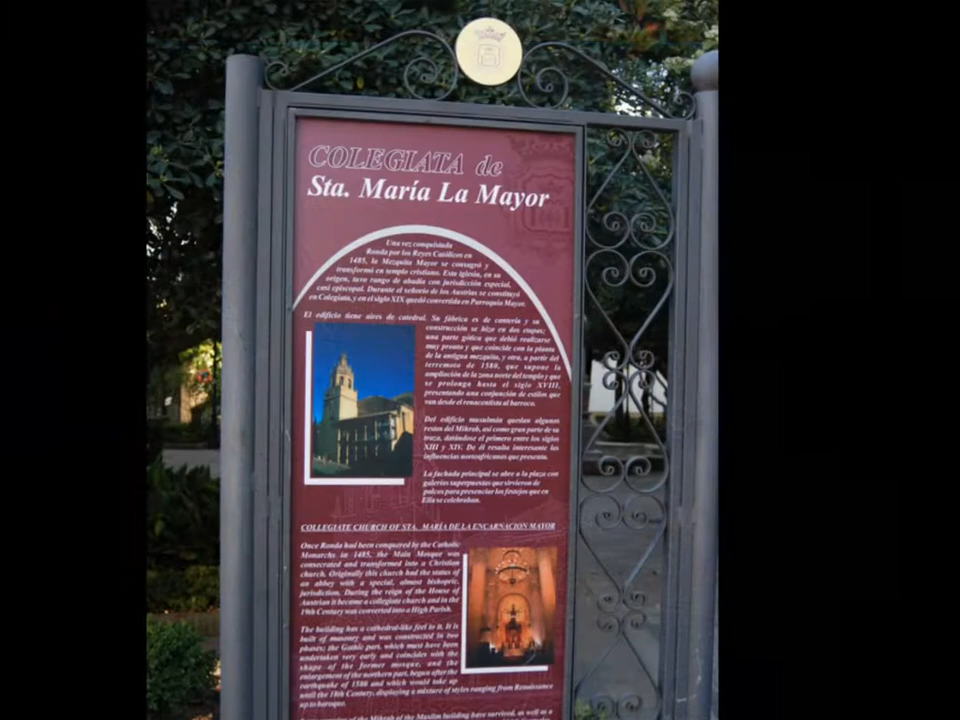 COLEGIATA de
Sta. María La Mayor
Una vez conquistada
Ronda por los Reyes Católicos en
1485, la Mezquita Mayor se consagró y
transformó en templo cristiano. Esta iglesia, en su
origen, tuvo rango de abadía con jurisdicción especial,
casi episcopal. Durante el señorío de los Austrias se constituyó
en Colegiata, y en el siglo XIX quedó convertida en Parroquia Mayor.
El edificio tiene aires de catedral. Su fábrica es de cantería y su
construcción se hizo en dos etapas;
una parte gótica que debió realizarse
muy pronto y que coincide con la planta
de la antigua mezquita, y otra, a partir del
terremoto de 1580, que supone la
ampliación de la zona norte del templo y que
se prolonga hasta el siglo XVIII,
presentando una conjunción de estilos que
van desde el renacentista al barroco.
Del edificio musulmán quedan algunos
restos del Mihrab, así como gran parte de su
traza, datándose el primero entre los siglos
XIII y XIV. De él resulta interesante las
influencias norteafricanas que presenta.
La fachada principal se abre a la plaza con
galerías superpuestas que sirvieron de
palcos para presenciar los festejos que en
Ella se celebraban.
COLLEGIATE CHURCH OF STA. MARÍA DE LA ENCARNACION MAYOR
Once Ronda had been conquered by the Catholic
Monarchs in 1485, the Main Mosque was
consecrated and transformed into a Christian
church. Originally this church had the status of
an abbey with a special, almost bishopric,
jurisdiction. During the reign of the House of
Austrian it became a collegiate church and in the
19th Century was converted into a High Parish.
The building has a cathedral-like feel to it. It is
built of masonry and was constructed in two
phases; the Gothic part, which must have been
undertaken very early and coincides with the
shape of the former mosque, and the
enlargement of the northern part, begun after the
earthquake of 1580 and which would take up
until the 18th Century, displaying a mixture of styles ranging from Renaissance
up to baroque.
of the Mihrab of the Muslim building have survived, as well as a